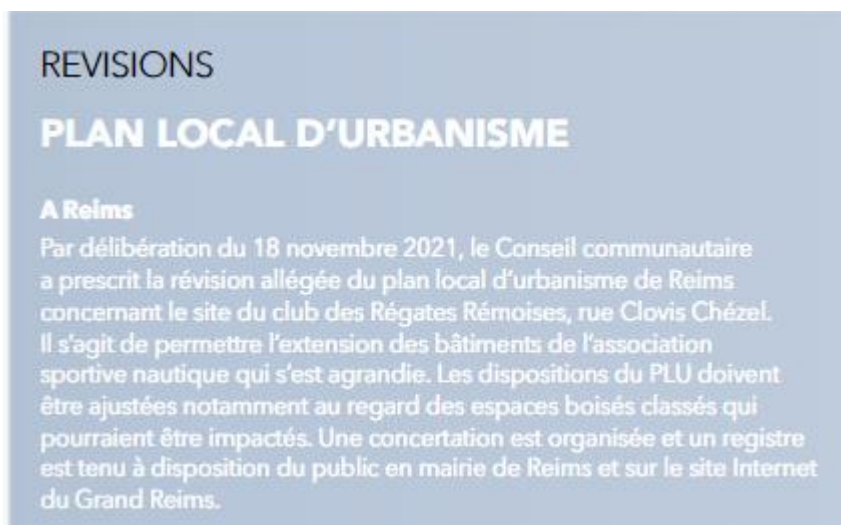 REVISIONS
PLAN LOCAL D'URBANISME
A Reims
Par délibération du 18 novembre 2021, le Conseil communautaire
a prescrit la révision allégée du plan local d'urbanisme de Reims
concernant le site du club des Régates Rémoises, rue Clovis Chézel.
Il s'agit de permettre l'extension des bâtiments de l'association
sportive nautique qui s'est agrandie. Les dispositions du PLU doivent
être ajustées notamment au regard des espaces boisés classés qui
pourraient être impactés. Une concertation est organisée et un registre
est tenu à disposition du public en mairie de Reims et sur le site Internet
du Grand Reims.